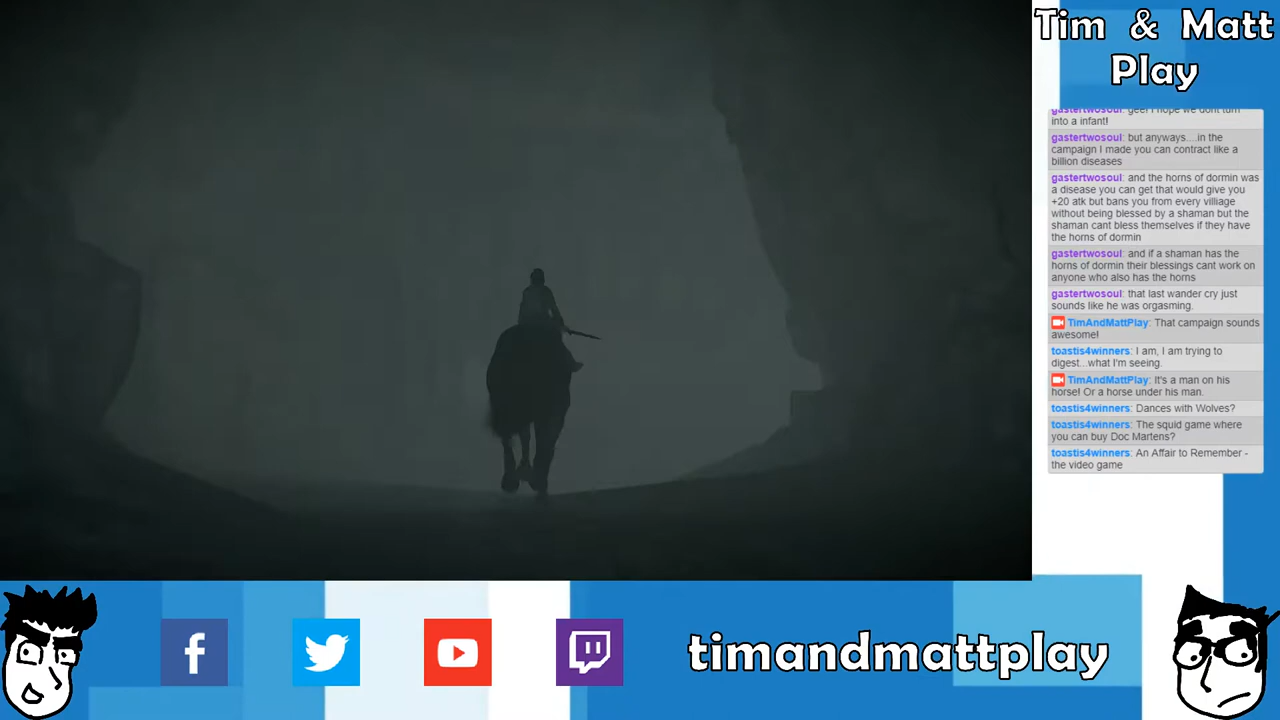 Tim & Matt
Play
gastertwosoul: gee! I hope we dont turn
into a infant!
gastertwosoul: but anyways....in the
campaign I made you can contract like a
billion diseases
gastertwosoul: and the horns of dormin was
a disease you can get that would give you
+20 atk but bans you from every villiage
without being blessed by a shaman but the
shaman cant bless themselves if they have
the horns of dormin
gastertwosoul: and if a shaman has the
horns of dormin their blessings cant work on
anyone who also has the horns
gastertwosoul: that last wander cry just
sounds like he was orgasming.
TimAndMattPlay: That campaign sounds
awesome!
toastis4winners: I am, I am trying to
digest...what I'm seeing.
TimAndMattPlay: It's a man on his
horse! Or a horse under his man.
toastis4winners: Dances with Wolves?
toastis4winners: The squid game where
you can buy Doc Martens?
toastis4winners: An Affair to Remember -
the video game
timandmattplay